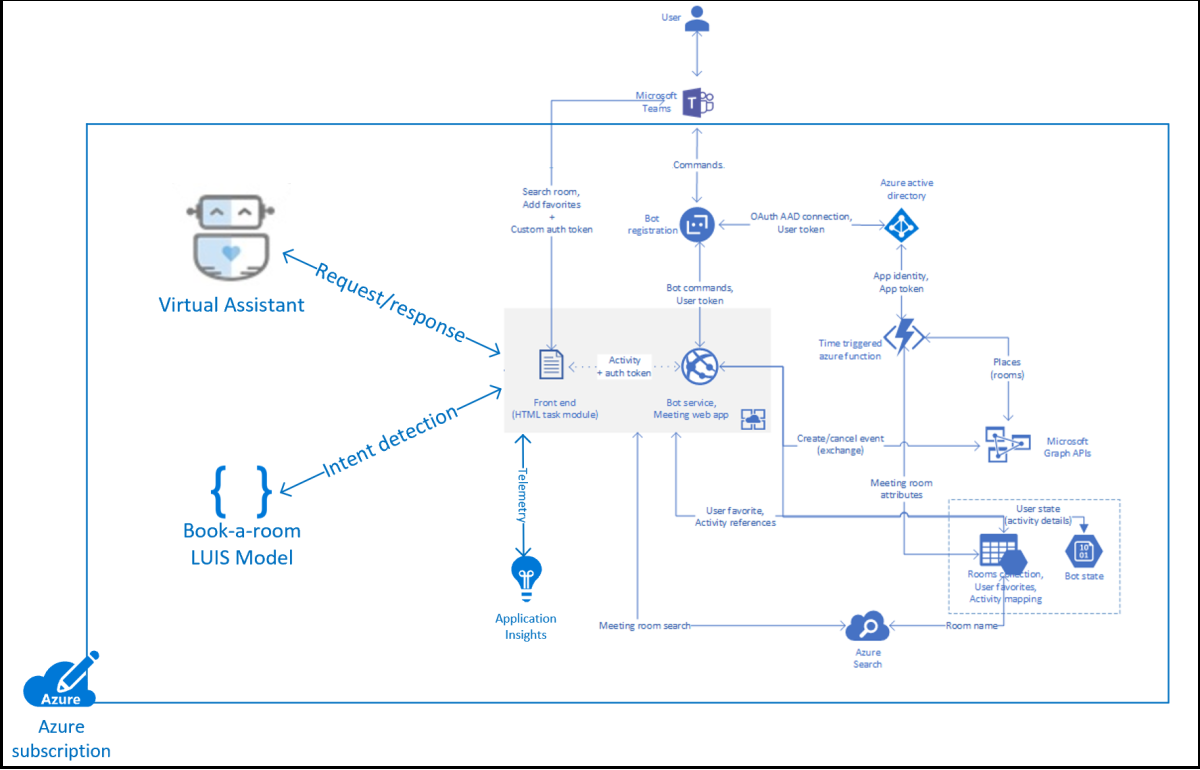 User
Microsoft
Teams
Commands.
Search room,
Add favorites
+
Custom auth token
Azure active
directory
Bot
registration
OAuth AAD connection,
User token
App identity,
App token
Bot commands,
User token
Virtual Assistant
Request/response
Time triggered
azure function
Places
(rooms)
Activity
+ auth token
Front end
(HTML task module)
Bot service,
Meeting web app
Create/cancel event
(exchange)
Microsoft
Graph APIs
Intent detection
{ }
Book-a-room
LUIS Model
Telemetry
Meeting room
attributes
User favorite,
Activity references
User state
(activity details)
10
01
Rooms collection,
User favorites,
Activity mapping
Bot state
Application
Insights
Meeting room search
Room name
Azure
Search
Azure
Azure
subscription